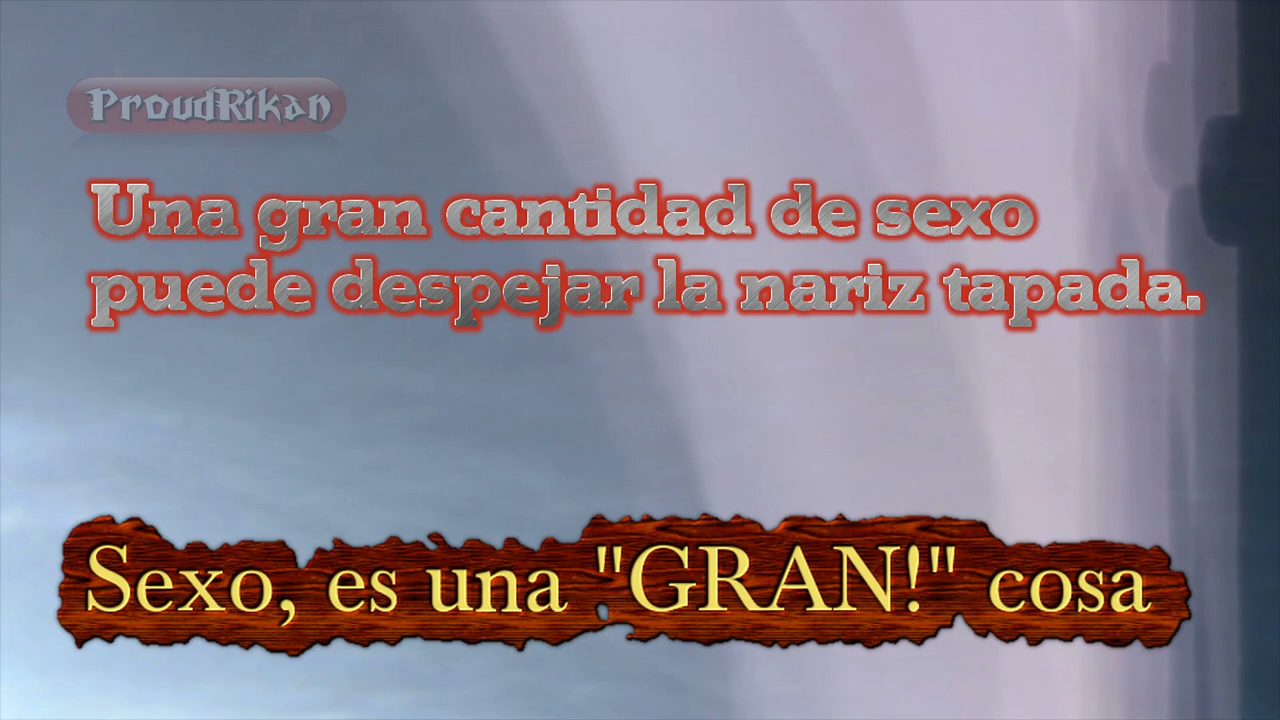 ProudRikan
Una gran cantidad de sexo
puede despejar la nariz tapada.
Sexo, es una "GRAN!" cosa